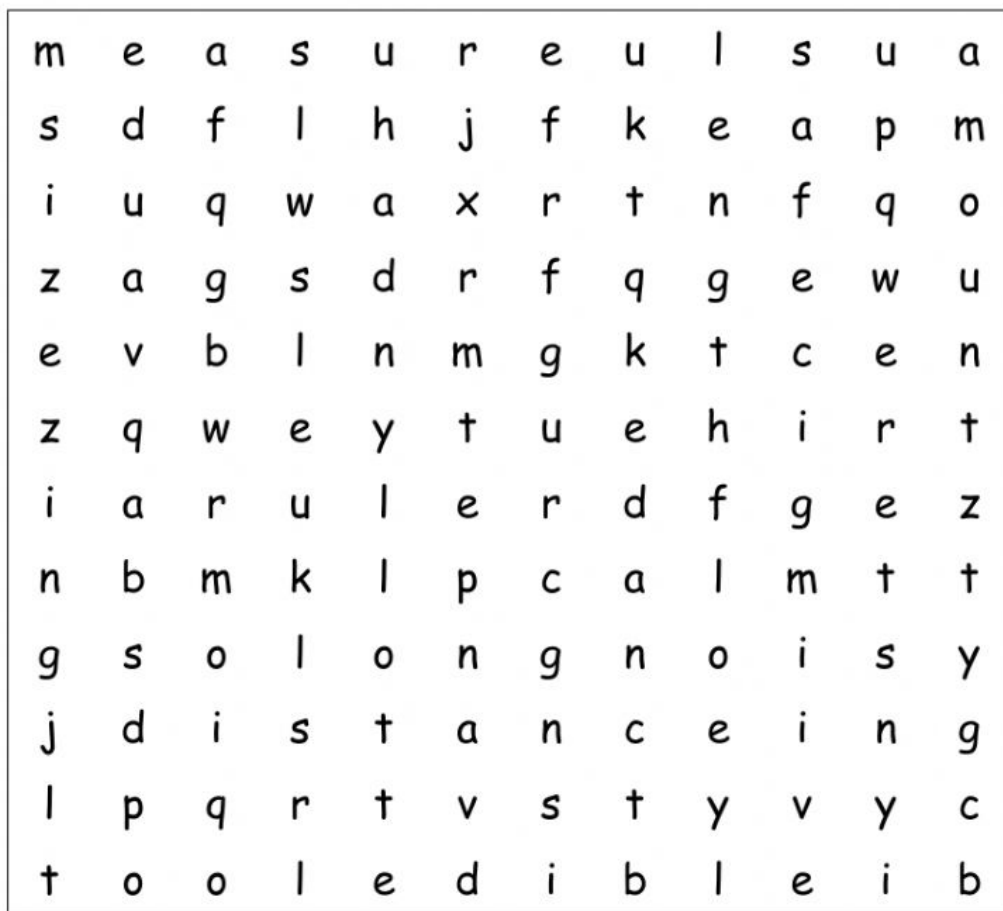 m e a s u r e u l s u a
s d f l h j f k e a p m
i u q w a x r t n f q o
z a g s d r f q g e w u
e v b l n m g k t c e n
z q w e y t u e h i r t
i a r u l e r d f g e z
n b m k l p c a l m t t
g s o l o n g n o i s y
j d i s t a n c e i n g
l p q r t v s t y v y c
t o o l e d i b l e i b